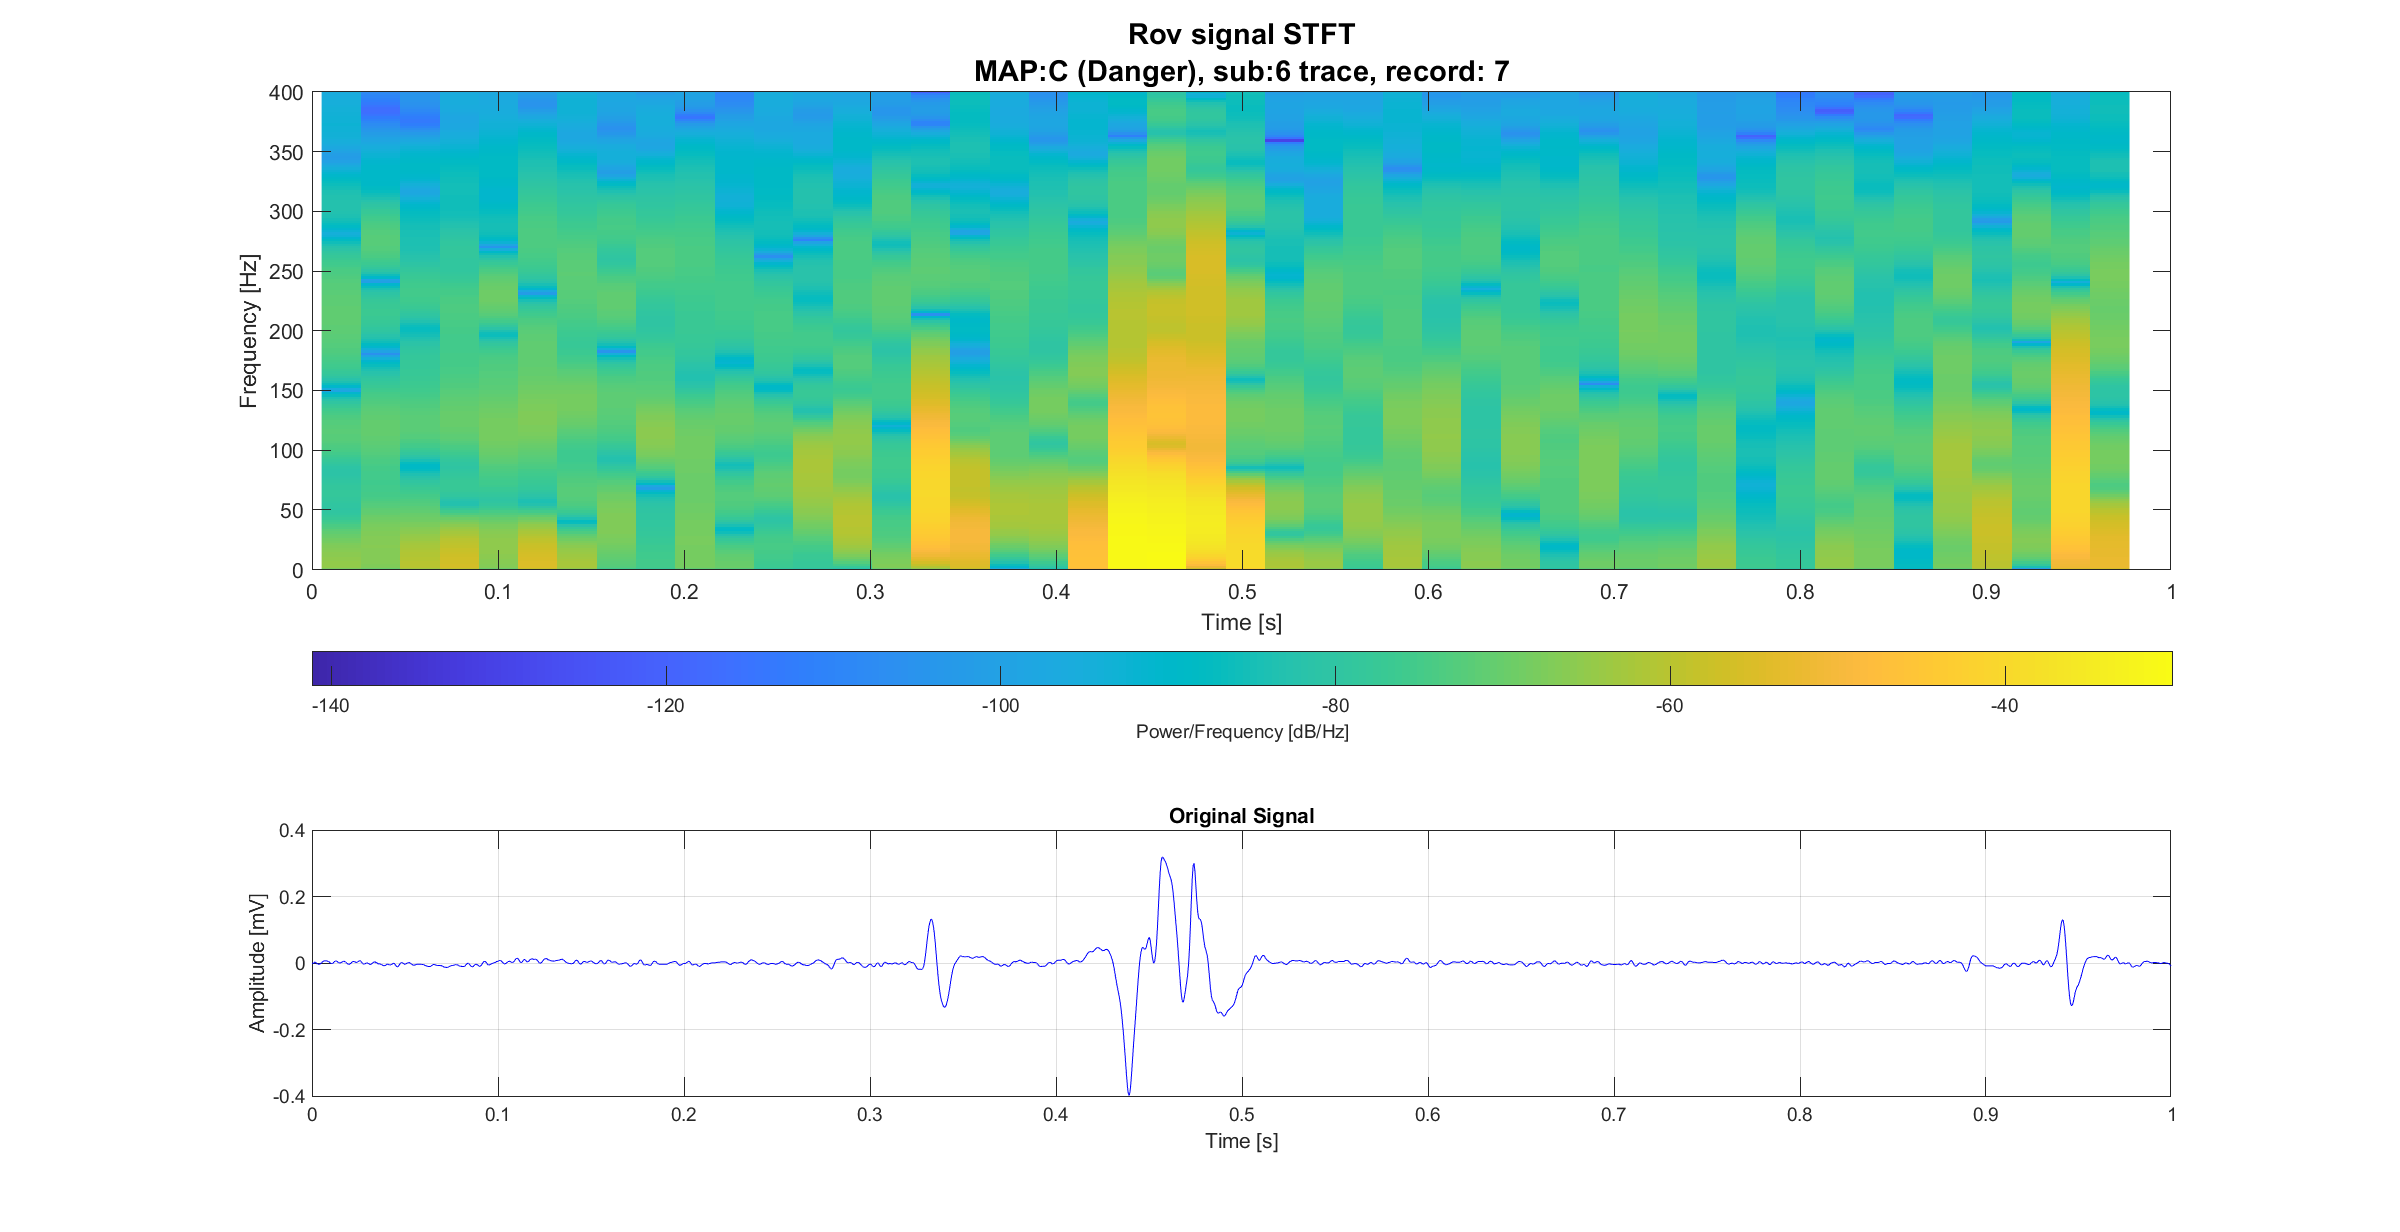 Rov signal STFT
MAP:C (Danger), sub:6 trace, record: 7
400
350
300
250
200
150
100
50
0
Frequency [Hz]
0 0.1 0.2 0.3 0.4 0.5 0.6 0.7 0.8 0.9 1
Time [s]
-140 -120 -100 -80 -60 -40
Power/Frequency [dB/Hz]
Original Signal
0.4
0.2
0
-0.2
-0.4
Amplitude [mV]
0 0.1 0.2 0.3 0.4 0.5 0.6 0.7 0.8 0.9 1
Time [s]